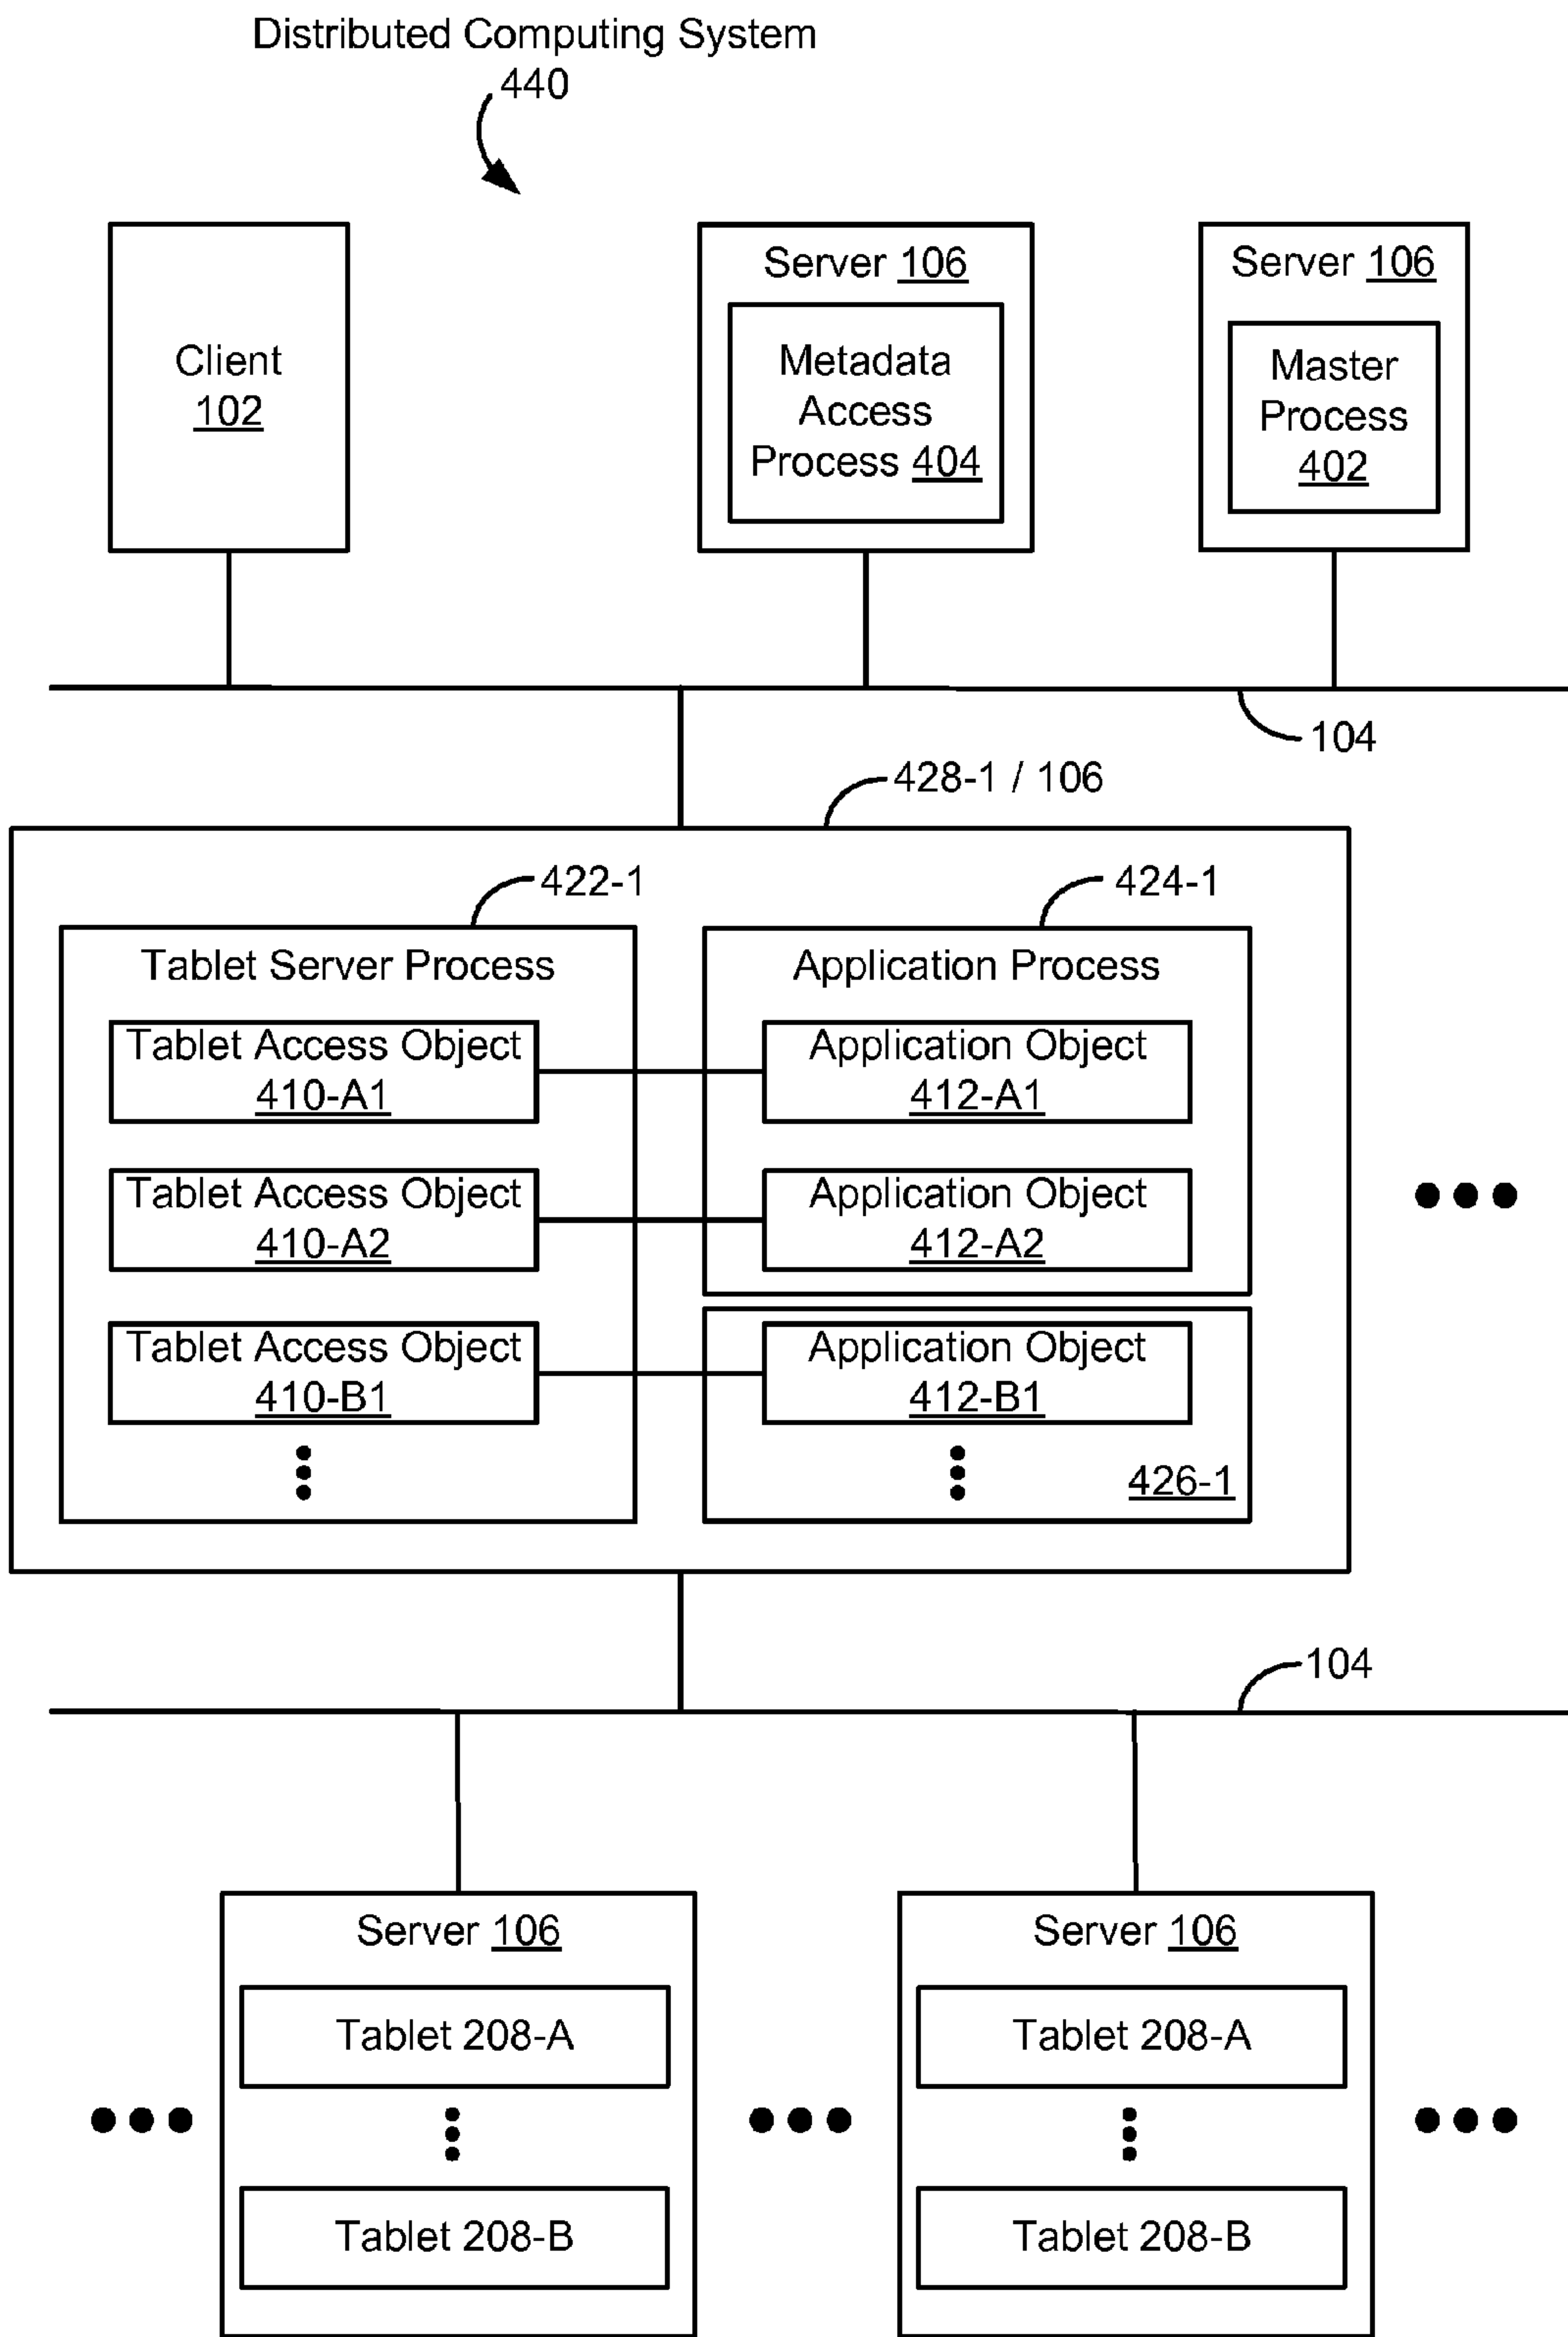 Distributed Computing System
440
Client
102
Server 106
Metadata
Access
Process 404
Server 106
Master
Process
402
104
428-1 / 106
422-1
424-1
Tablet Server Process
Tablet Access Object
410-A1
Tablet Access Object
410-A2
Tablet Access Object
410-B1
Application Process
Application Object
412-A1
Application Object
412-A2
Application Object
412-B1
426-1
104
Server 106
Tablet 208-A
Tablet 208-B
Server 106
Tablet 208-A
Tablet 208-B